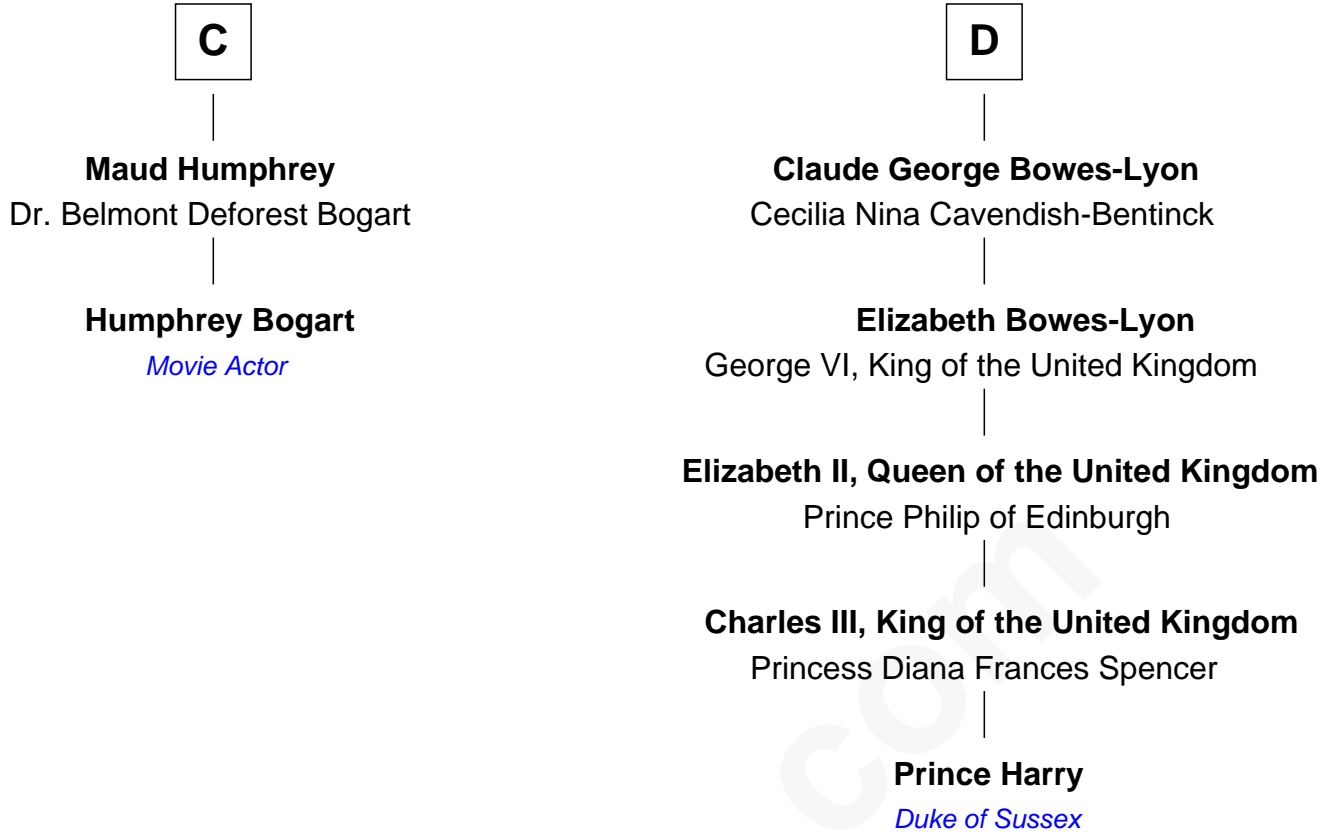 C
Maud Humphrey
Dr. Belmont Deforest Bogart
Humphrey Bogart
Movie Actor
D
Claude George Bowes-Lyon
Cecilia Nina Cavendish-Bentinck
Elizabeth Bowes-Lyon
George VI, King of the United Kingdom
Elizabeth II, Queen of the United Kingdom
Prince Philip of Edinburgh
Charles III, King of the United Kingdom
Princess Diana Frances Spencer
Prince Harry
Duke of Sussex
com